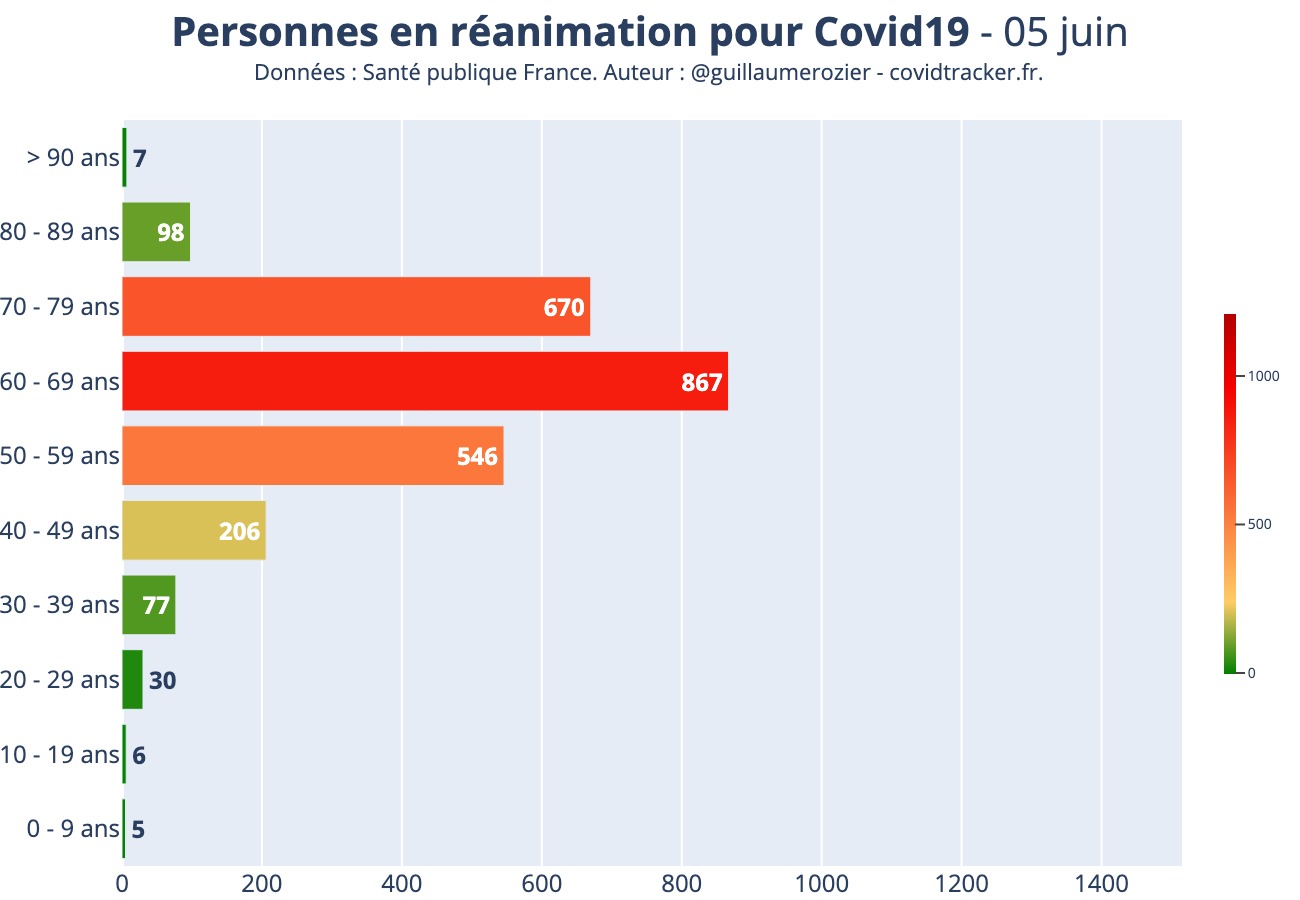 Personnes en réanimation pour Covid19 - 05 juin
Données : Santé publique France. Auteur : @guillaumerozier - covidtracker.fr.
> 90 ans 7
80 - 89 ans 98
70 - 79 ans 670
60 - 69 ans 867
50 - 59 ans 546
40 - 49 ans 206
30 - 39 ans 77
20 - 29 ans 30
10 - 19 ans 6
0 - 9 ans 5
0 200 400 600 800 1000 1200 1400
1000
500
0